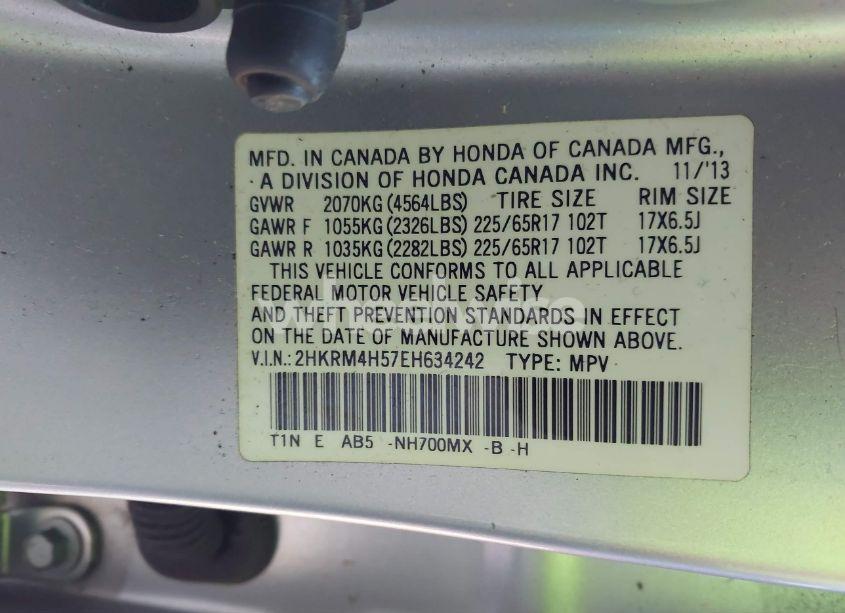 MFD. IN CANADA BY HONDA OF CANADA MFG.,
A DIVISION OF HONDA CANADA INC. 11/'13
GVWR 2070KG (4564LBS) TIRE SIZE RIM SIZE
GAWR F 1055KG (2326LBS) 225/65R17 102T 17X6.5J
GAWR R 1035KG (2282LBS) 225/65R17 102T 17X6.5J
THIS VEHICLE CONFORMS TO ALL APPLICABLE
FEDERAL MOTOR VEHICLE SAFETY
AND THEFT PREVENTION STANDARDS IN EFFECT
ON THE DATE OF MANUFACTURE SHOWN ABOVE.
V.I.N.: 2HKRM4H57EH634242 TYPE: MPV
T1N E AB5 -NH700MX -B -H